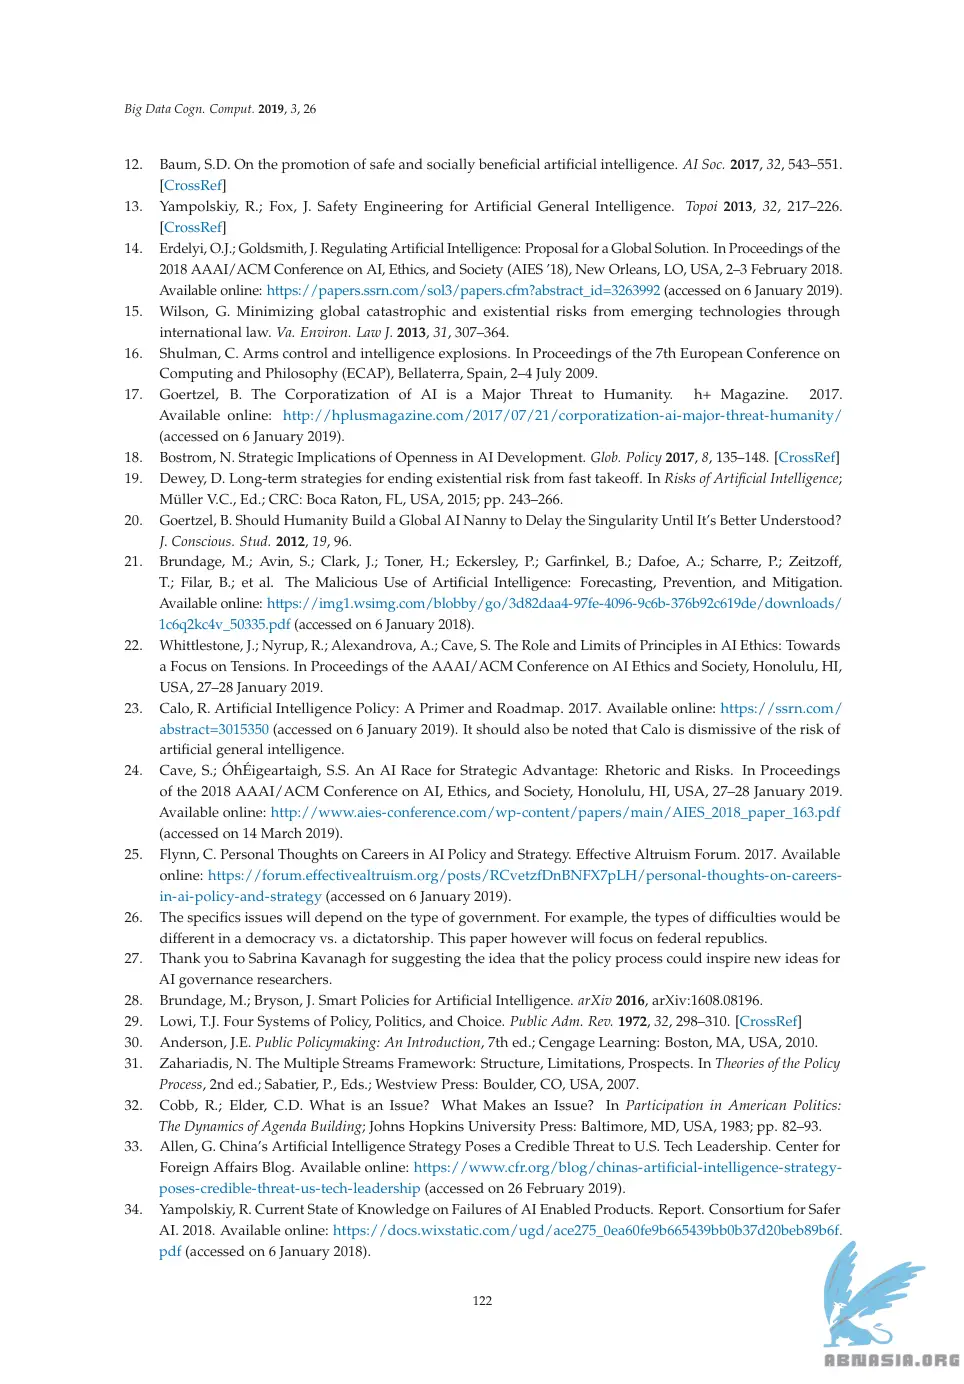 Big Data Cogn. Comput. 2019, 3, 26
12. Baum, S.D. On the promotion of safe and socially beneficial artificial intelligence. AI Soc. 2017, 32, 543–551.
[CrossRef]
13. Yampolskiy, R.; Fox, J. Safety Engineering for Artificial General Intelligence. Topoi 2013, 32, 217–226.
[CrossRef]
14. Erdelyi, O.J.; Goldsmith, J. Regulating Artificial Intelligence: Proposal for a Global Solution. In Proceedings of the
2018 AAAI/ACM Conference on AI, Ethics, and Society (AIES ’18), New Orleans, LO, USA, 2–3 February 2018.
Available online: https://papers.ssrn.com/sol3/papers.cfm?abstract_id=3263992 (accessed on 6 January 2019).
15. Wilson, G. Minimizing global catastrophic and existential risks from emerging technologies through
international law. Va. Environ. Law J. 2013, 31, 307–364.
16. Shulman, C. Arms control and intelligence explosions. In Proceedings of the 7th European Conference on
Computing and Philosophy (ECAP), Bellaterra, Spain, 2–4 July 2009.
17. Goertzel, B. The Corporatization of AI is a Major Threat to Humanity. h+ Magazine. 2017.
Available online: http://hplusmagazine.com/2017/07/21/corporatization-ai-major-threat-humanity/
(accessed on 6 January 2019).
18. Bostrom, N. Strategic Implications of Openness in AI Development. Glob. Policy 2017, 8, 135–148. [CrossRef]
19. Dewey, D. Long-term strategies for ending existential risk from fast takeoff. In Risks of Artificial Intelligence;
Müller V.C., Ed.; CRC: Boca Raton, FL, USA, 2015; pp. 243–266.
20. Goertzel, B. Should Humanity Build a Global AI Nanny to Delay the Singularity Until It’s Better Understood?
J. Conscious. Stud. 2012, 19, 96.
21. Brundage, M.; Avin, S.; Clark, J.; Toner, H.; Eckersley, P.; Garfinkel, B.; Dafoe, A.; Scharre, P.; Zeitzoff,
T.; Filar, B.; et al. The Malicious Use of Artificial Intelligence: Forecasting, Prevention, and Mitigation.
Available online: https://img1.wsimg.com/blobby/go/3d82daa4-97fe-4096-9c6b-376b92c619de/downloads/
1c6q2kc4v_50335.pdf (accessed on 6 January 2018).
22. Whittlestone, J.; Nyrup, R.; Alexandrova, A.; Cave, S. The Role and Limits of Principles in AI Ethics: Towards
a Focus on Tensions. In Proceedings of the AAAI/ACM Conference on AI Ethics and Society, Honolulu, HI,
USA, 27–28 January 2019.
23. Calo, R. Artificial Intelligence Policy: A Primer and Roadmap. 2017. Available online: https://ssrn.com/
abstract=3015350 (accessed on 6 January 2019). It should also be noted that Calo is dismissive of the risk of
artificial general intelligence.
24. Cave, S.; ÓhÉigeartaigh, S.S. An AI Race for Strategic Advantage: Rhetoric and Risks. In Proceedings
of the 2018 AAAI/ACM Conference on AI, Ethics, and Society, Honolulu, HI, USA, 27–28 January 2019.
Available online: http://www.aies-conference.com/wp-content/papers/main/AIES_2018_paper_163.pdf
(accessed on 14 March 2019).
25. Flynn, C. Personal Thoughts on Careers in AI Policy and Strategy. Effective Altruism Forum. 2017. Available
online: https://forum.effectivealtruism.org/posts/RCvetzfDnBNFX7pLH/personal-thoughts-on-careers-
in-ai-policy-and-strategy (accessed on 6 January 2019).
26. The specifics issues will depend on the type of government. For example, the types of difficulties would be
different in a democracy vs. a dictatorship. This paper however will focus on federal republics.
27. Thank you to Sabrina Kavanagh for suggesting the idea that the policy process could inspire new ideas for
AI governance researchers.
28. Brundage, M.; Bryson, J. Smart Policies for Artificial Intelligence. arXiv 2016, arXiv:1608.08196.
29. Lowi, T.J. Four Systems of Policy, Politics, and Choice. Public Adm. Rev. 1972, 32, 298–310. [CrossRef]
30. Anderson, J.E. Public Policymaking: An Introduction, 7th ed.; Cengage Learning: Boston, MA, USA, 2010.
31. Zahariadis, N. The Multiple Streams Framework: Structure, Limitations, Prospects. In Theories of the Policy
Process, 2nd ed.; Sabatier, P., Eds.; Westview Press: Boulder, CO, USA, 2007.
32. Cobb, R.; Elder, C.D. What is an Issue? What Makes an Issue? In Participation in American Politics:
The Dynamics of Agenda Building; Johns Hopkins University Press: Baltimore, MD, USA, 1983; pp. 82–93.
33. Allen, G. China’s Artificial Intelligence Strategy Poses a Credible Threat to U.S. Tech Leadership. Center for
Foreign Affairs Blog. Available online: https://www.cfr.org/blog/chinas-artificial-intelligence-strategy-
poses-credible-threat-us-tech-leadership (accessed on 26 February 2019).
34. Yampolskiy, R. Current State of Knowledge on Failures of AI Enabled Products. Report. Consortium for Safer
AI. 2018. Available online: https://docs.wixstatic.com/ugd/ace275_0ea60fe9b665439bb0b37d20beb89b6f.
pdf (accessed on 6 January 2018).
122
ABNASIA.ORG